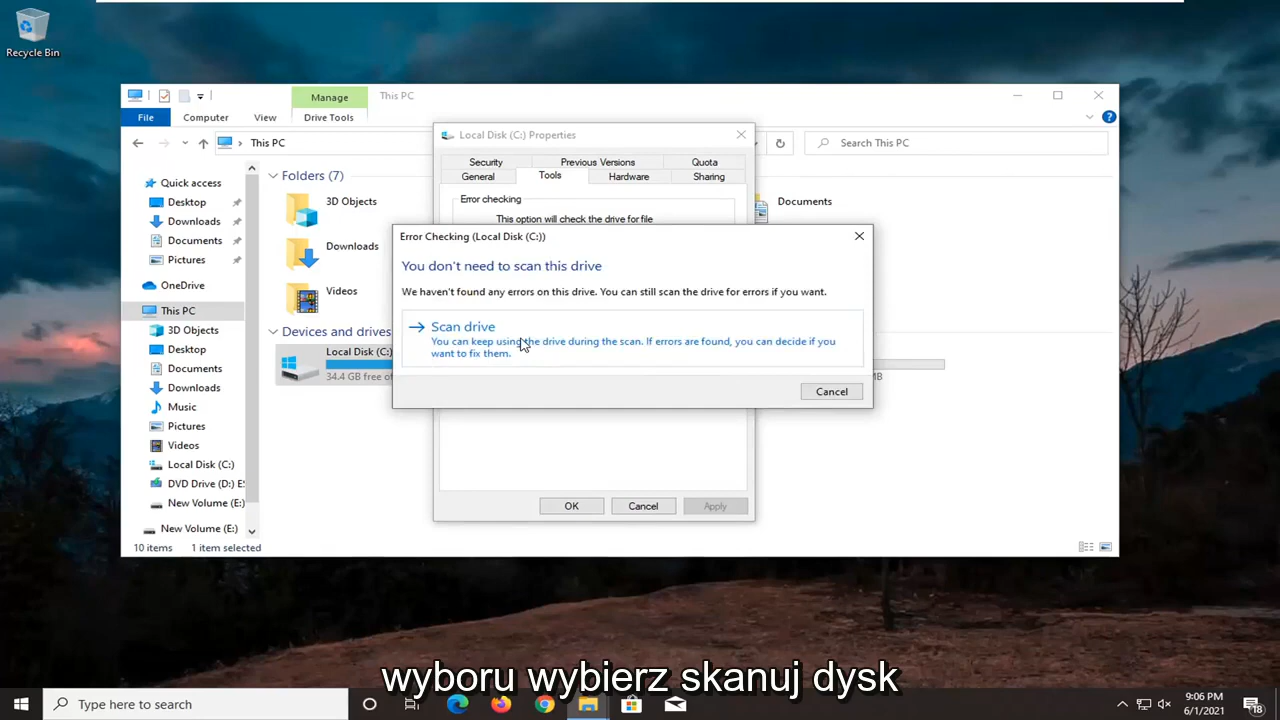 Recycle Bin
Manage
This PC
File
Computer
View
Drive Tools
This PC
Search This PC
Quick access
Desktop
Downloads
Documents
Pictures
OneDrive
This PC
3D Objects
Desktop
Documents
Downloads
Music
Pictures
Videos
Local Disk (C:)
DVD Drive (D:) ES
New Volume (E:)
New Volume (E:)
10 items
1 item selected
Folders (7)
3D Objects
Downloads
Videos
Documents
Devices and drives
Local Disk (C:)
34.4 GB free of
MB
Local Disk (C:) Properties
Security
Previous Versions
Quota
General
Tools
Hardware
Sharing
Error checking
This option will check the drive for file
Error Checking (Local Disk (C:))
You don't need to scan this drive
We haven't found any errors on this drive. You can still scan the drive for errors if you want.
Scan drive
You can keep using the drive during the scan. If errors are found, you can decide if you
want to fix them.
Cancel
OK
Cancel
Apply
wyboru wybierz skanuj dysk
Type here to search
9:06 PM
6/1/2021
18